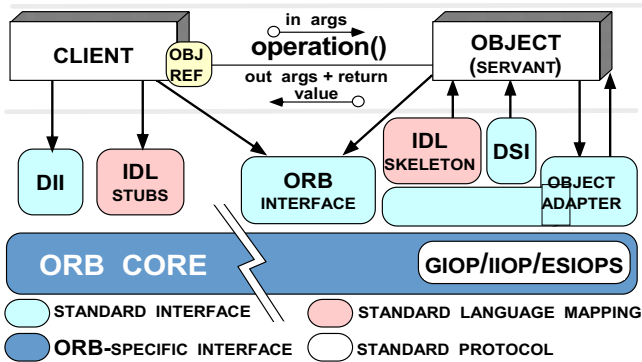 in args
CLIENT
OBJ
REF
operation()
OBJECT
(SERVANT)
out args + return
value
DII
IDL
STUBS
ORB
INTERFACE
IDL
SKELETON
DSI
OBJECT
ADAPTER
ORB CORE
GIOP/IIOP/ESIOPS
STANDARD INTERFACE
STANDARD LANGUAGE MAPPING
ORB-SPECIFIC INTERFACE
STANDARD PROTOCOL